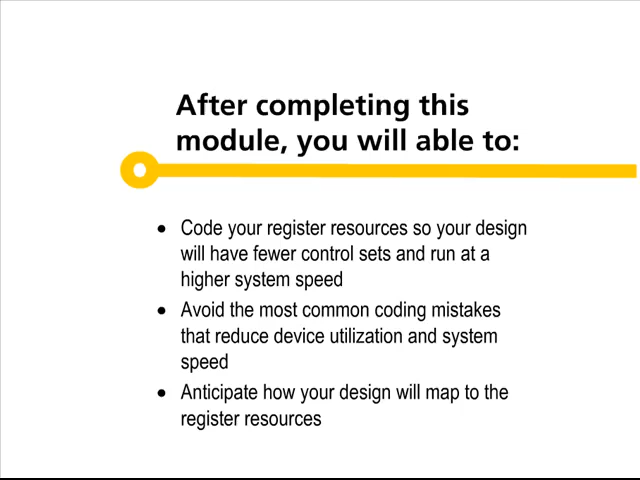 After completing this
module, you will able to:
• Code your register resources so your design
will have fewer control sets and run at a
higher system speed
• Avoid the most common coding mistakes
that reduce device utilization and system
speed
• Anticipate how your design will map to the
register resources